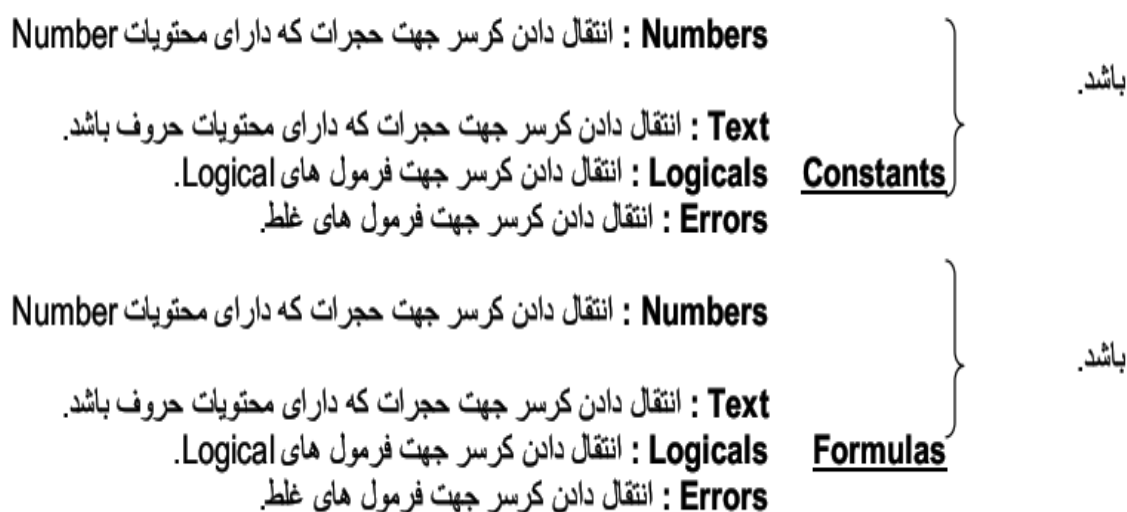 Numbers : انتقال دادن کرسر جهت حجرات که دارای محتویات Number
باشد.
Text : انتقال دادن کرسر جهت حجرات که دارای محتویات حروف باشد.
Constants Logicals : انتقال دادن کرسر جهت فرمول های Logical.
Errors : انتقال دادن کرسر جهت فرمول های غلط.
Numbers : انتقال دادن کرسر جهت حجرات که دارای محتویات Number
باشد.
Text : انتقال دادن کرسر جهت حجرات که دارای محتویات حروف باشد.
Formulas Logicals : انتقال دادن کرسر جهت فرمول های Logical.
Errors : انتقال دادن کرسر جهت فرمول های غلط.